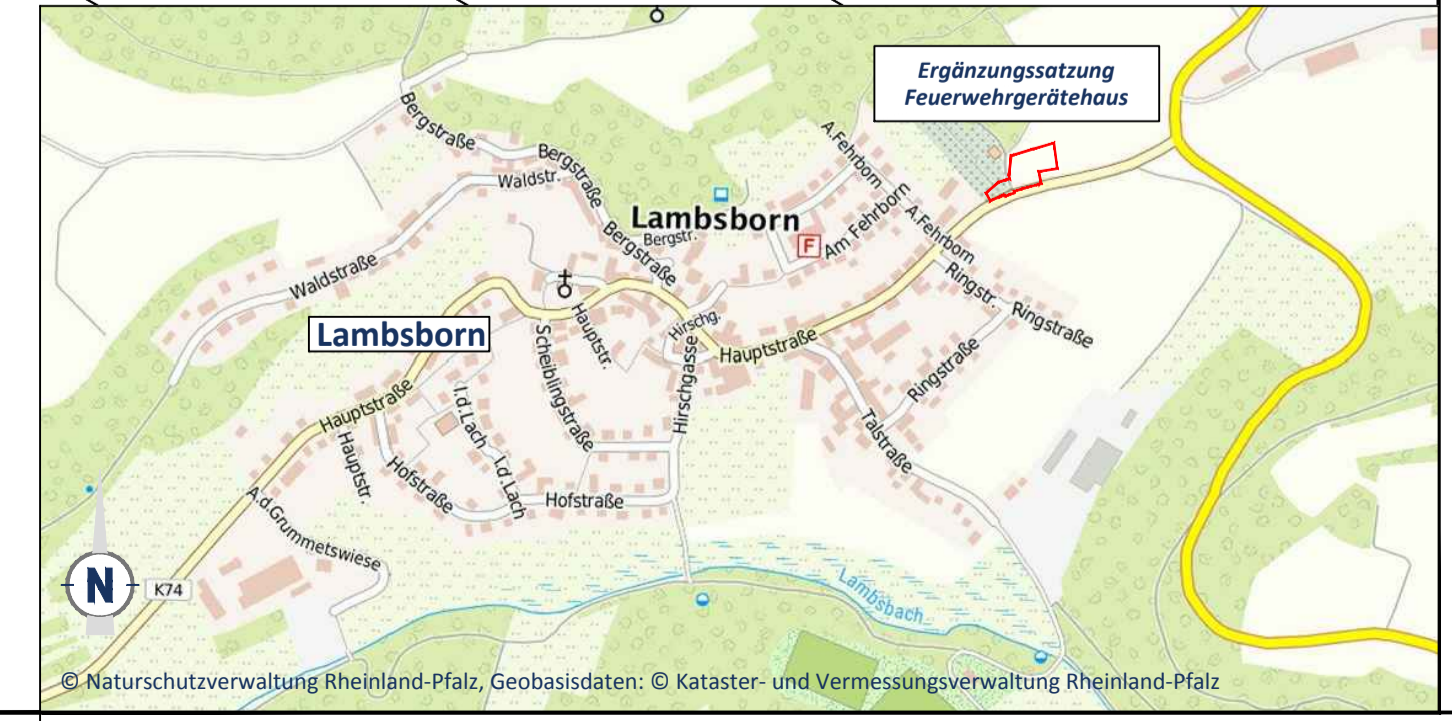 Ergänzungssatzung
Feuerwehrgerätehaus
Bergstraße
A.Fehrborn
Bergstraße
Waldstr.
Lambsborn
Am Fehrborn
A.Fehrborn
F
Bergstr.
Bergstraße
Waldstraße
Ringstr.
Ringstraße
Hauptstr.
Hirschg.
Lambsborn
Hauptstraße
Scheiblingstraße
Hirschgasse
Ringstraße
Hauptstraße
I.d.Lach
Talstraße
Hauptstr.
Hofstraße
I.d.Lach
Hofstraße
A.d.Grummetswiese
N
K74
Lambsbach
© Naturschutzverwaltung Rheinland-Pfalz, Geobasisdaten: © Kataster- und Vermessungsverwaltung Rheinland-Pfalz